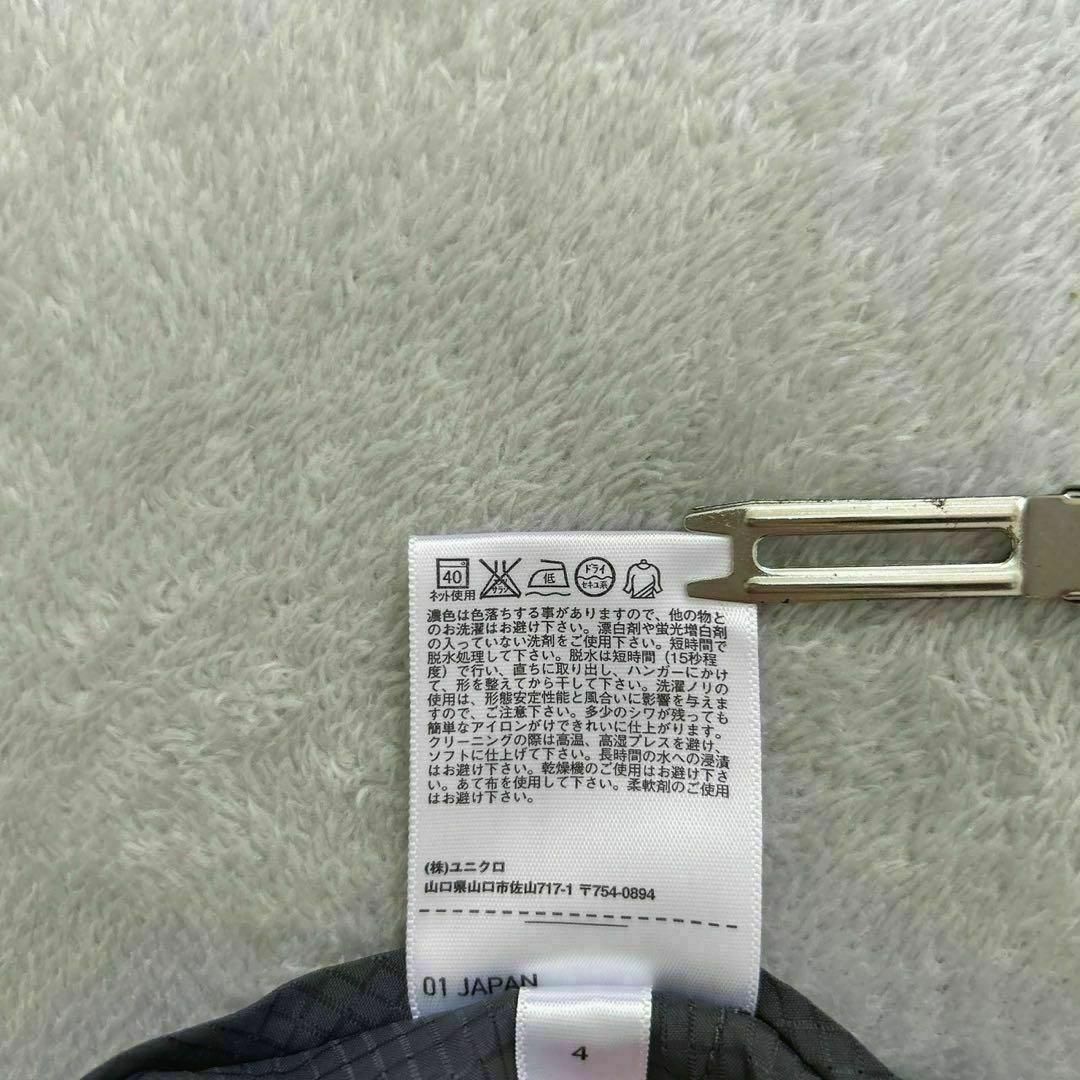 40
サラシ
低
ドライ
セキユ系
ネット使用
濃色は色落ちする事がありますので、他の物と
のお洗濯はお避け下さい。漂白剤や蛍光増白剤
の入っていない洗剤をご使用下さい。短時間で
脱水処理して下さい。脱水は短時間（15秒程
度）で行い、直ちに取り出し、ハンガーにかけ
て、形を整えてから干して下さい。洗濯ノリの
使用は、形態安定性能と風合いに影響を与えま
すので、ご注意下さい。多少のシワが残っても
簡単なアイロンがけできれいに仕上がります。
クリーニングの際は高温、高湿プレスを避け、
ソフトに仕上げて下さい。長時間の水への浸漬
はお避け下さい。乾燥機のご使用はお避け下さ
い。あて布を使用して下さい。柔軟剤のご使用
はお避け下さい。
(株)ユニクロ
山口県山口市佐山717-1 〒754-0894
01 JAPAN
4